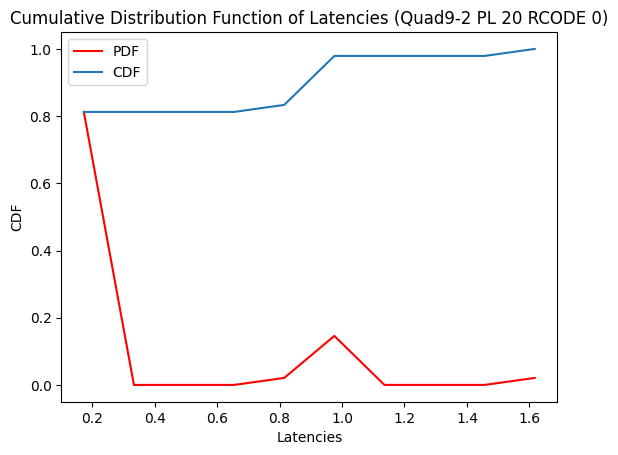 Cumulative Distribution Function of Latencies (Quad9-2 PL 20 RCODE 0)
PDF
CDF
1.0
0.8
0.6
0.4
0.2
0.0
CDF
0.2 0.4 0.6 0.8 1.0 1.2 1.4 1.6
Latencies